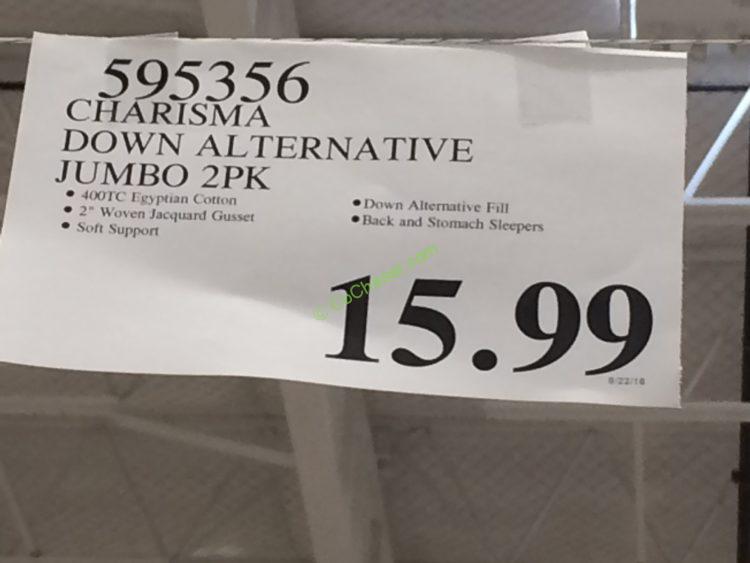 595356
CHARISMA
DOWN ALTERNATIVE
JUMBO 2PK
• 400TC Egyptian Cotton
• 2" Woven Jacquard Gusset
• Soft Support
• Down Alternative Fill
• Back and Stomach Sleepers
© CoChaser.com
15.99
8/22/16